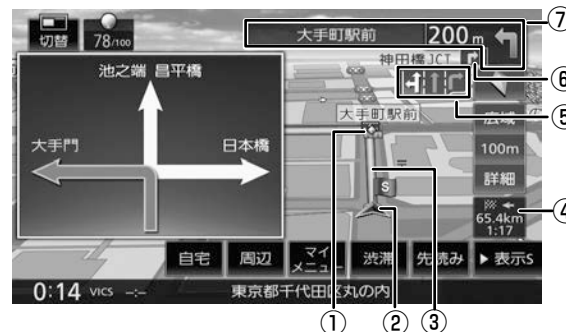 切替
78/100
大手町駅前 200m
⑦
神田橋JCT
⑥
⑤
池之端 昌平橋
大手門
日本橋
大手町駅前
広域
100m
詳細
S
65.4km
1:17
④
自宅
周辺
マイメニュー
渋滞
先読み
▶表示S
0:14 VICS -:-
東京都千代田区丸の内
① ② ③